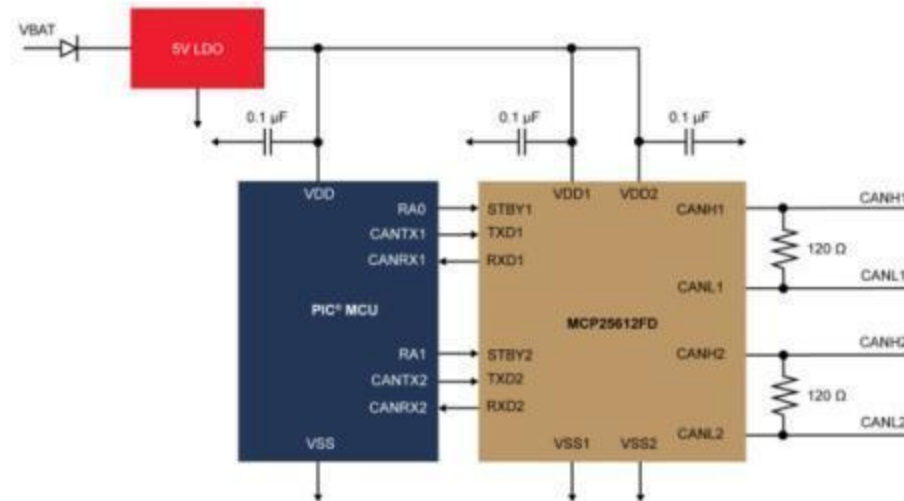 VBAT
5V LDO
0.1 µF
0.1 µF
0.1 µF
VDD
RA0
CANTX1
CANRX1
PIC® MCU
RA1
CANTX2
CANRX2
VSS
VDD1
VDD2
STBY1
TXD1
RXD1
MCP25612FD
STBY2
TXD2
RXD2
VSS1
VSS2
CANH1
CANL1
CANH2
CANL2
CANH1
120 Ω
CANL1
CANH2
120 Ω
CANL2